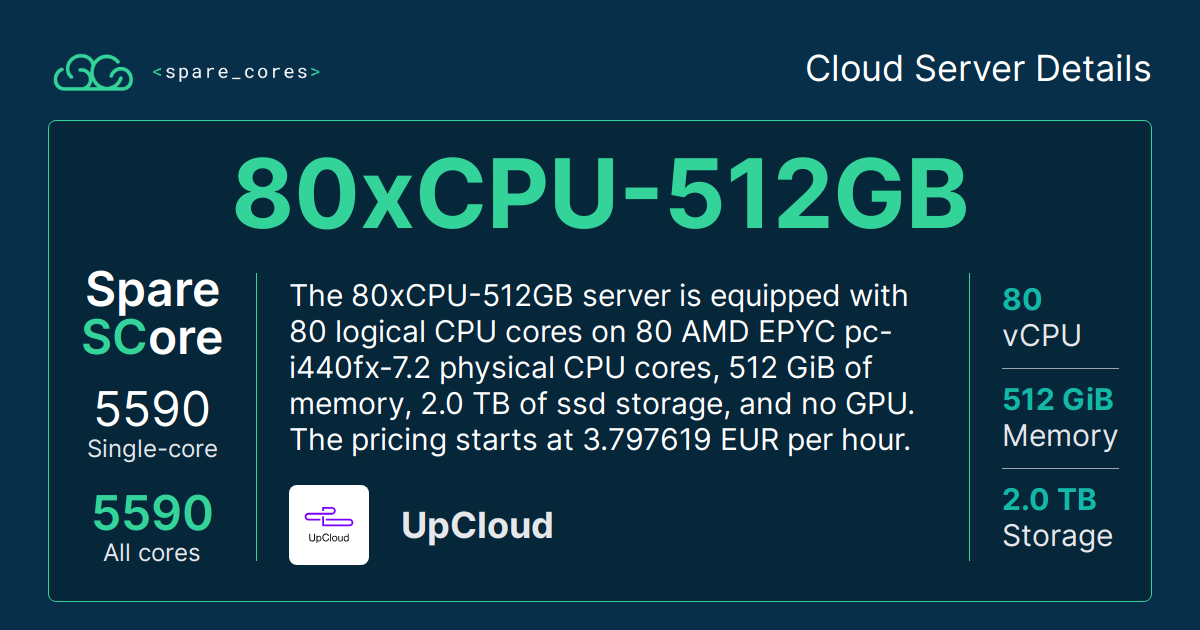 <spare_cores>
Cloud Server Details
80xCPU-512GB
Spare
SCore
5590
Single-core
5590
All cores
The 80xCPU-512GB server is equipped with
80 logical CPU cores on 80 AMD EPYC pc-
i440fx-7.2 physical CPU cores, 512 GiB of
memory, 2.0 TB of ssd storage, and no GPU.
The pricing starts at 3.797619 EUR per hour.
UpCloud
UpCloud
80
vCPU
512 GiB
Memory
2.0 TB
Storage